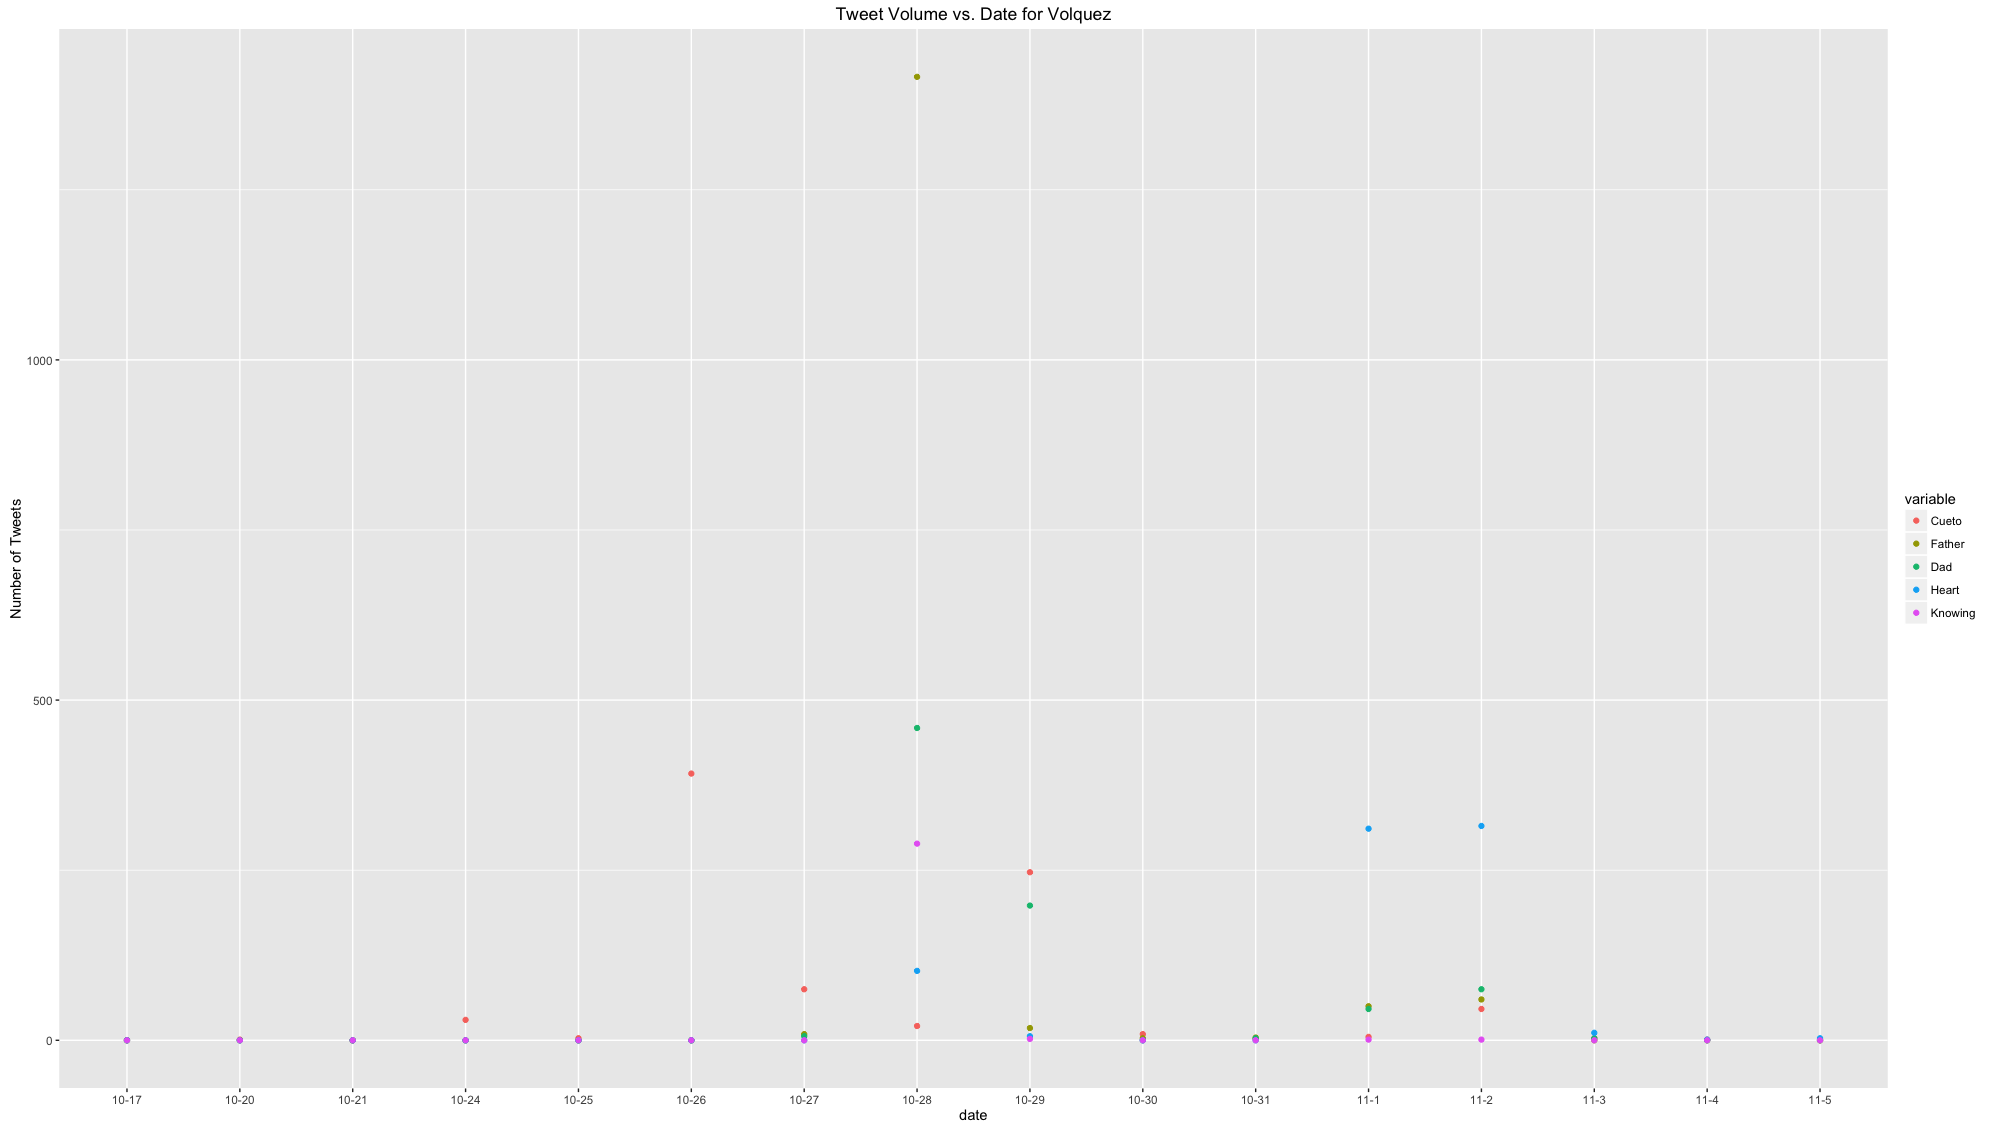 Tweet Volume vs. Date for Volquez
Number of Tweets
1000
500
0
10-17 10-20 10-21 10-24 10-25 10-26 10-27 10-28 10-29 10-30 10-31 11-1 11-2 11-3 11-4 11-5
date
variable
Cueto
Father
Dad
Heart
Knowing